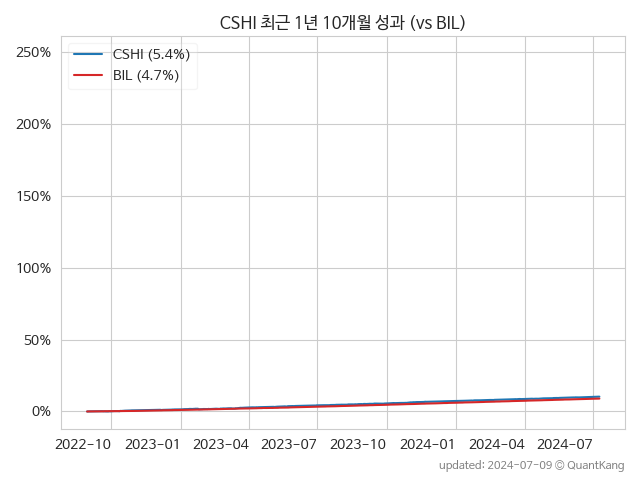 CSHI 최근 1년 10개월 성과 (vs BIL)
CSHI (5.4%)
BIL (4.7%)
250%
200%
150%
100%
50%
0%
2022-10 2023-01 2023-04 2023-07 2023-10 2024-01 2024-04 2024-07
updated: 2024-07-09 © QuantKang